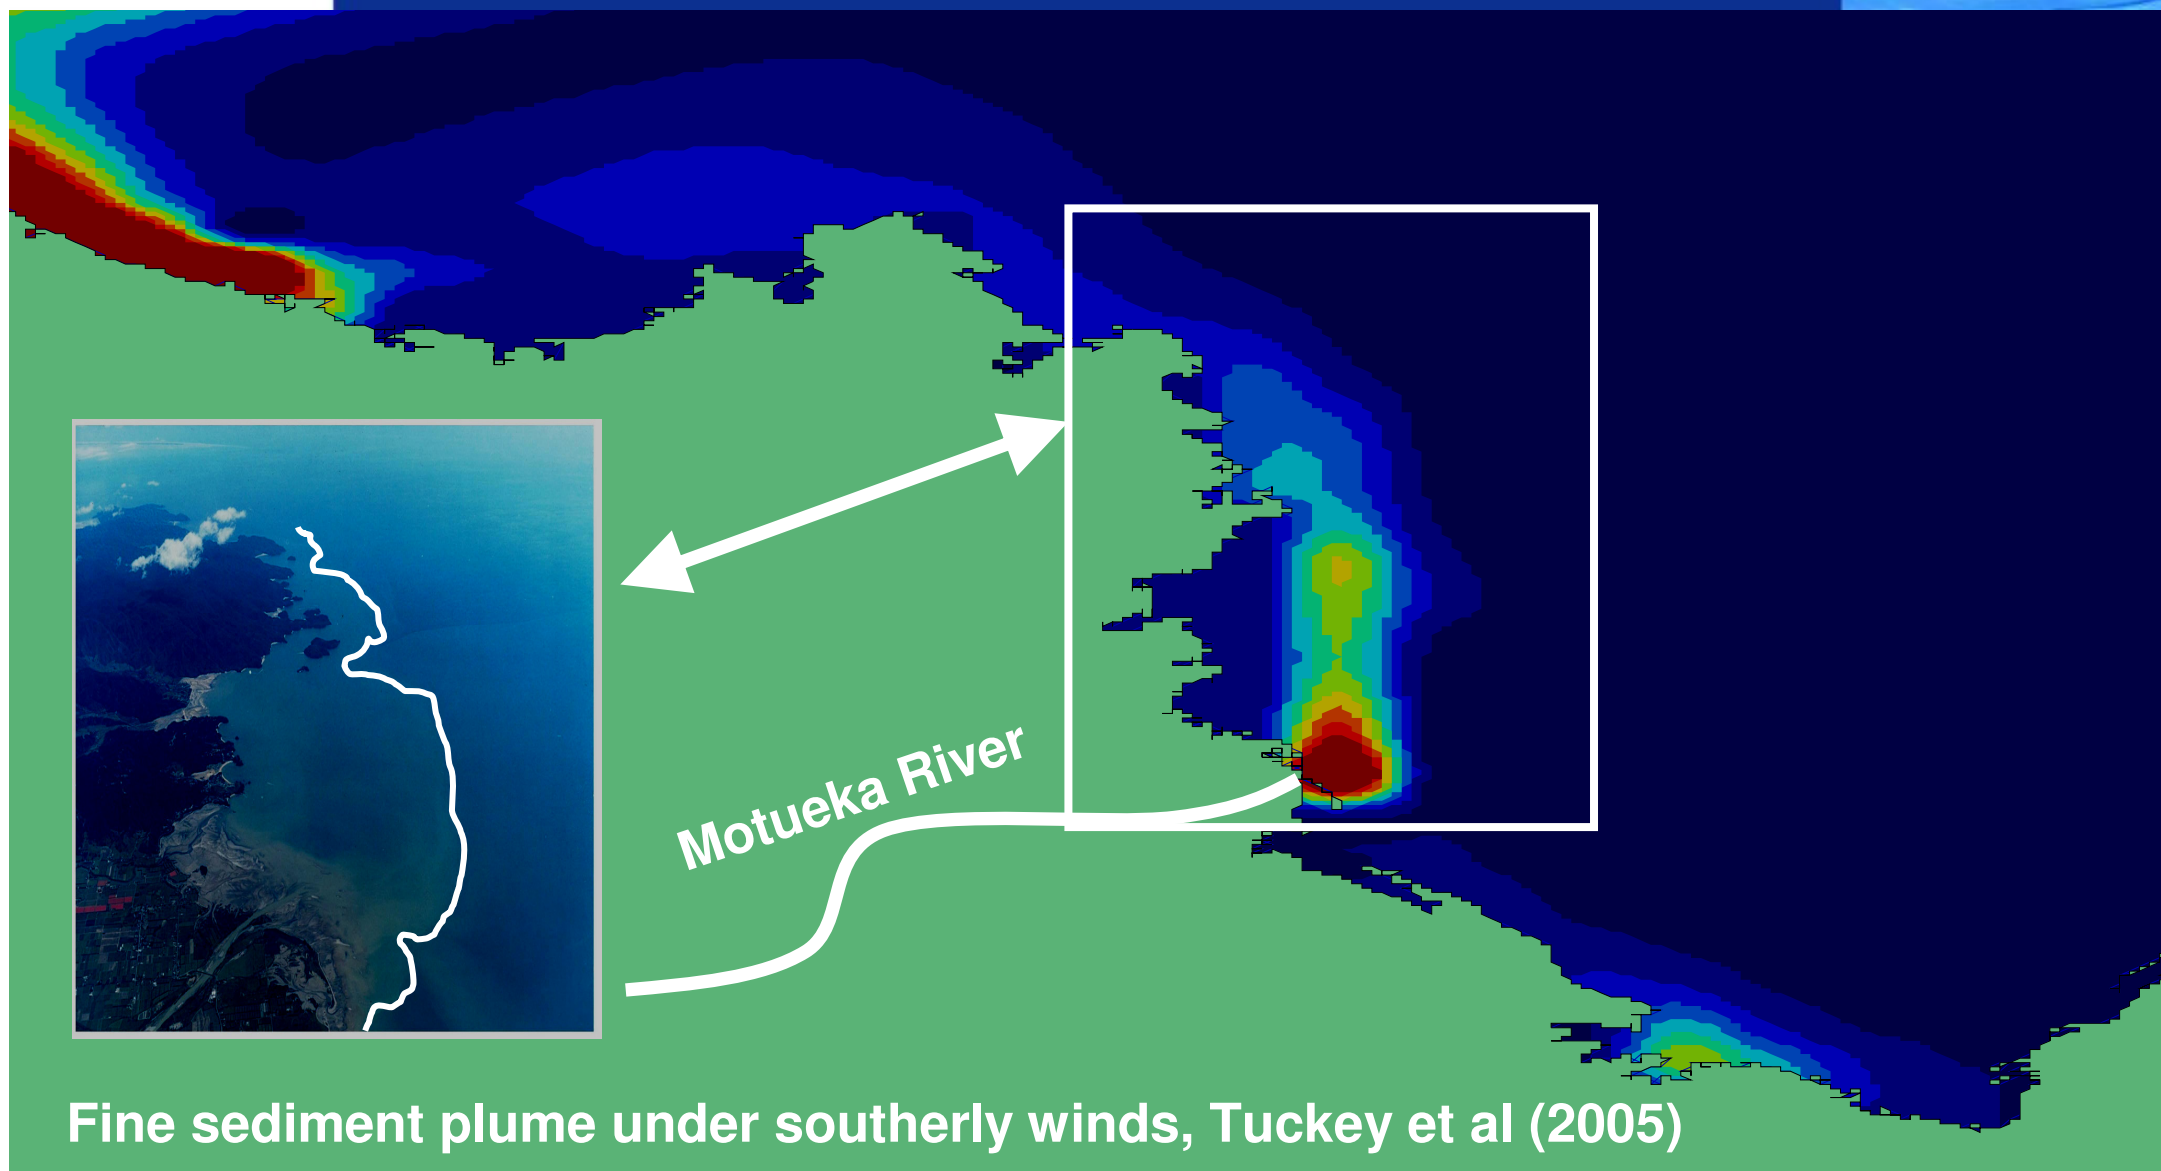 Motueka River
Fine sediment plume under southerly winds, Tuckey et al (2005)